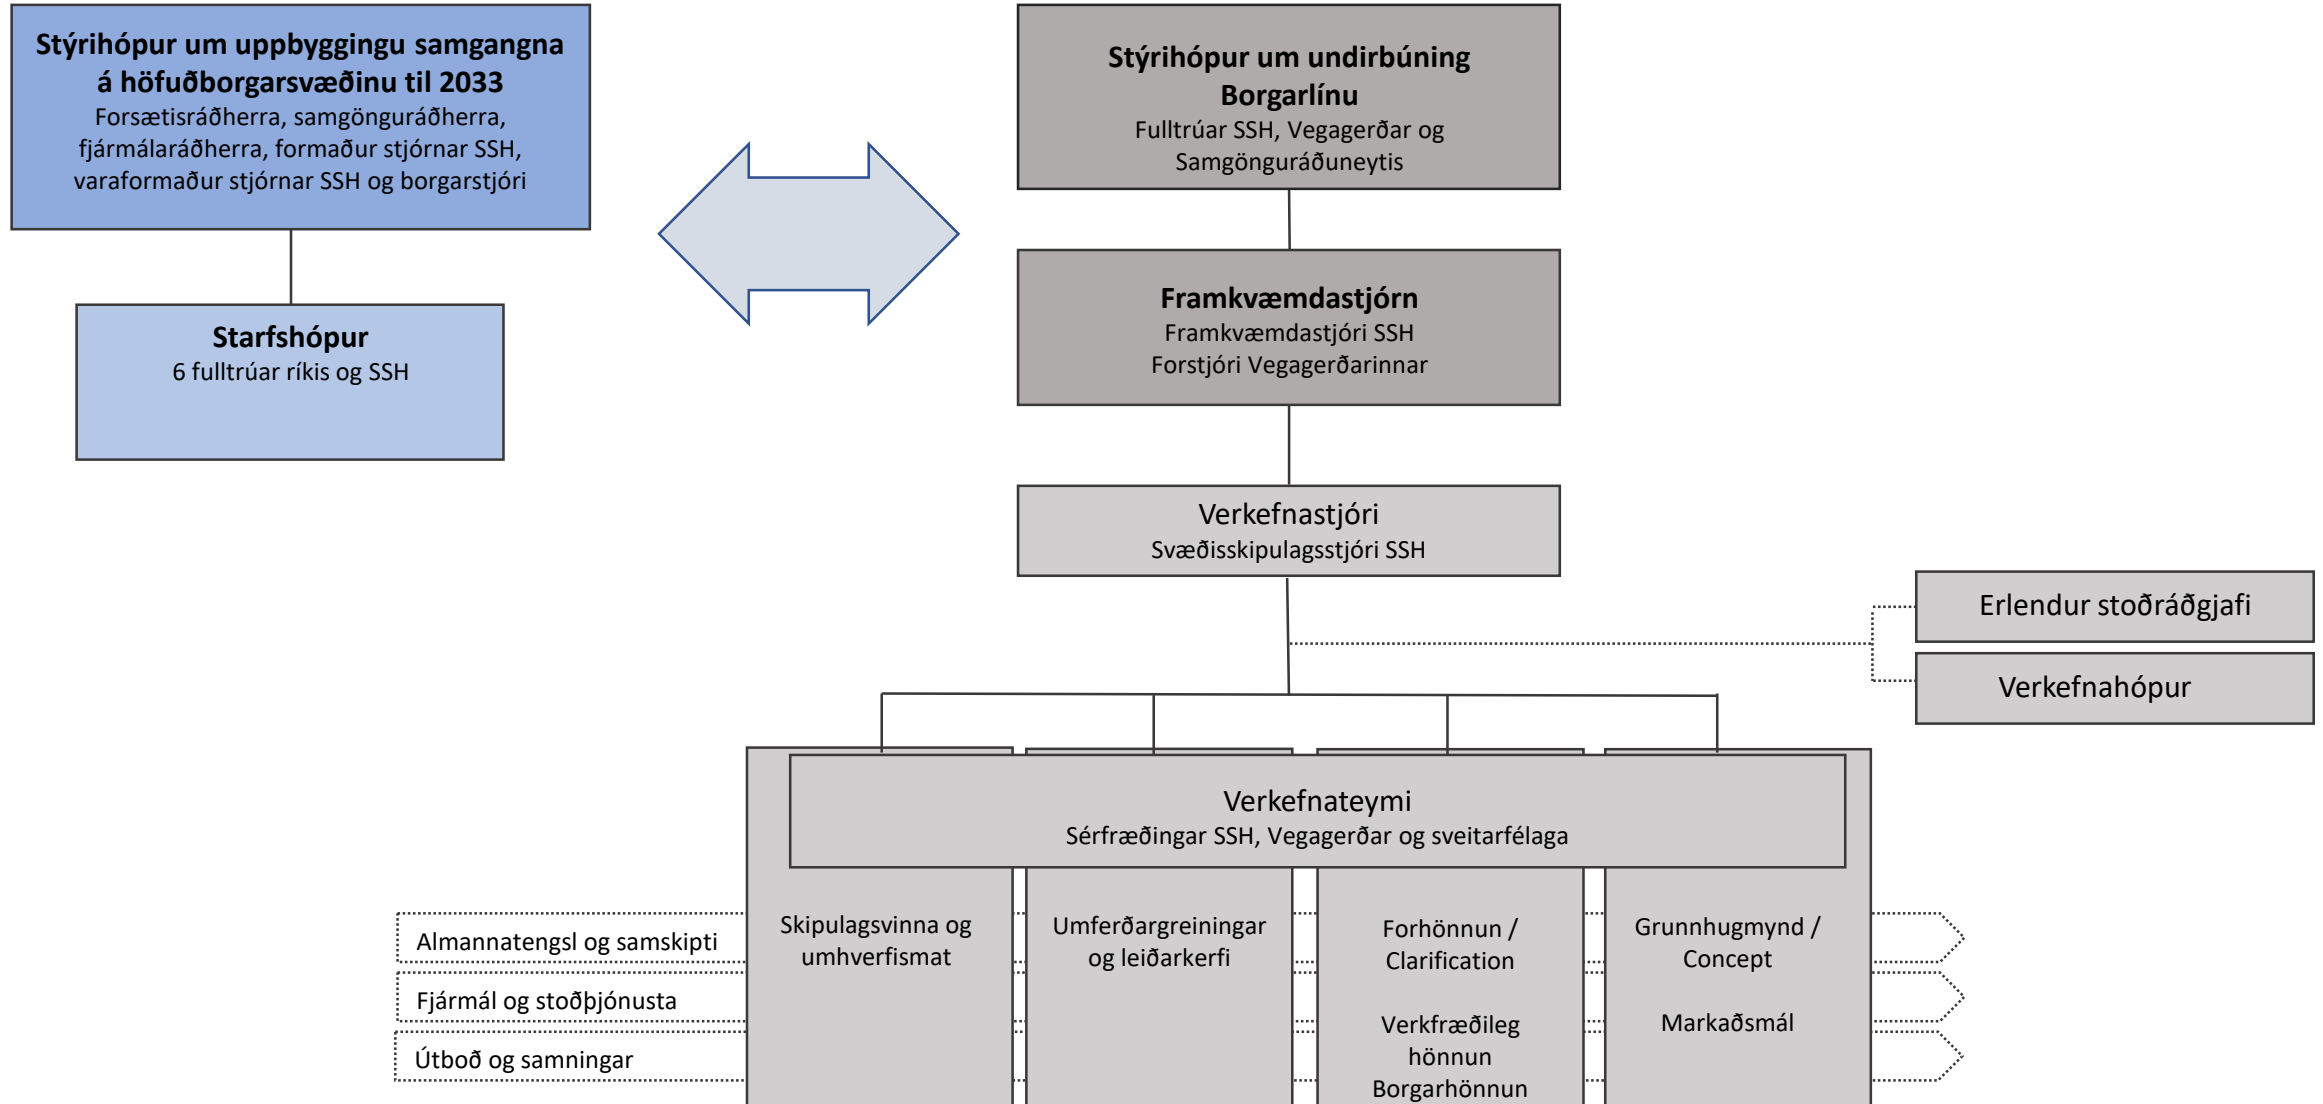 Stýrihópur um uppbyggingu samgangna
á höfuðborgarsvæðinu til 2033
Forsætisráðherra, samgönguráðherra,
fjármálaráðherra, formaður stjórnar SSH,
varaformaður stjórnar SSH og borgarstjóri
Starfshópur
6 fulltrúar ríkis og SSH
Stýrihópur um undirbúning
Borgarlínu
Fulltrúar SSH, Vegagerðar og
Samgönguráðuneytis
Framkvæmdastjórn
Framkvæmdastjóri SSH
Forstjóri Vegagerðarinnar
Verkefnastjóri
Svæðisskipulagsstjóri SSH
Erlendur stoðráðgjafi
Verkefnahópur
Verkefnateymi
Sérfræðingar SSH, Vegagerðar og sveitarfélaga
Almannatengsl og samskipti
Fjármál og stoðþjónusta
Útboð og samningar
Skipulagsvinna og
umhverfismat
Umferðargreiningar
og leiðarkerfi
Forhönnun /
Clarification
Verkfræðileg
hönnun
Borgarhönnun
Grunnhugmynd /
Concept
Markaðsmál